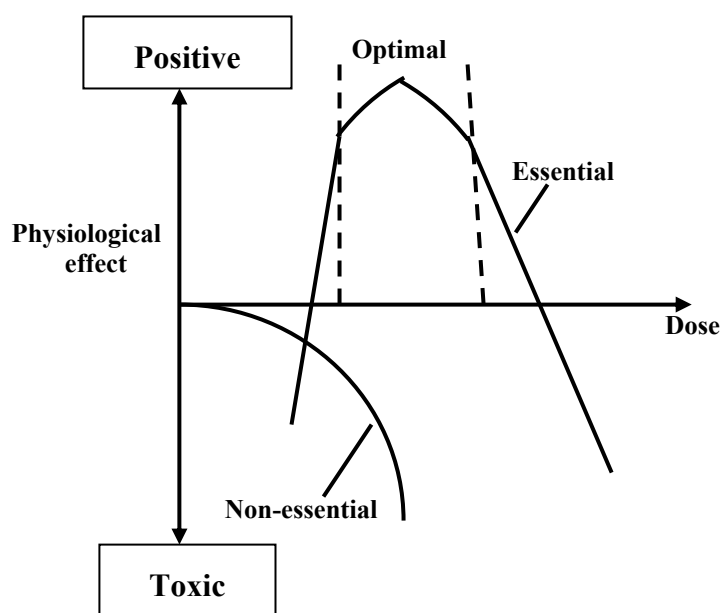 Positive
Optimal
Essential
Physiological
effect
Dose
Non-essential
Toxic